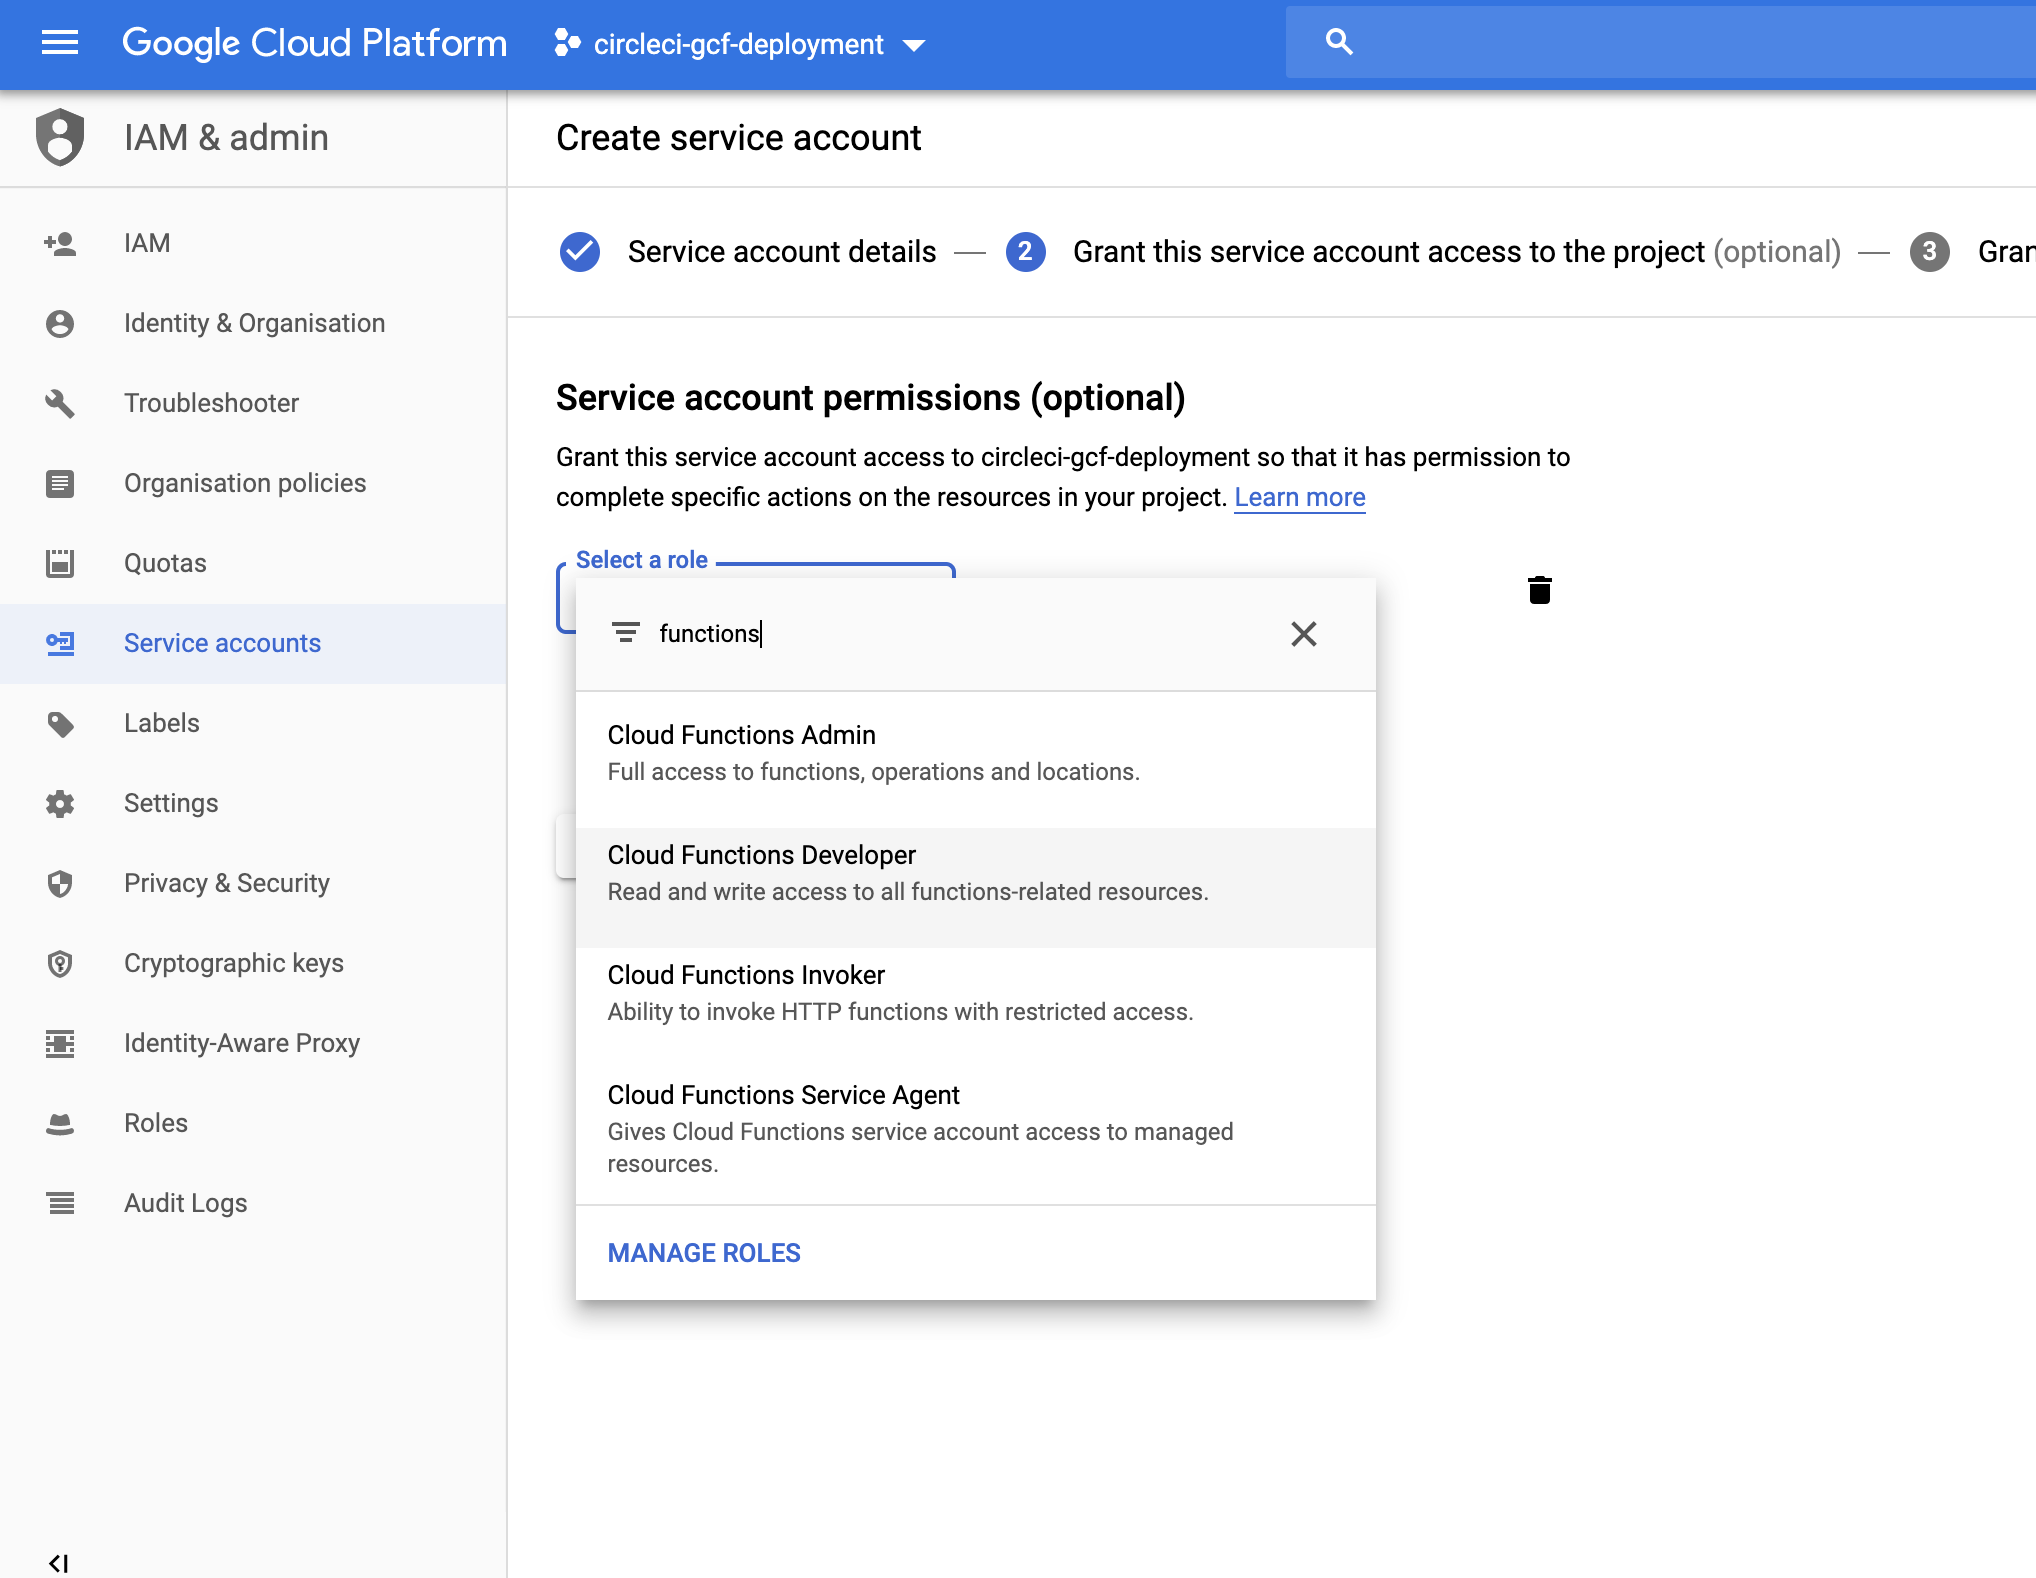 Google Cloud Platform
circleci-gcf-deployment
IAM & admin
Create service account
IAM
Identity & Organisation
Troubleshooter
Organisation policies
Quotas
Service accounts
Labels
Settings
Privacy & Security
Cryptographic keys
Identity-Aware Proxy
Roles
Audit Logs
Service account details — 2 Grant this service account access to the project (optional) — 3 Gran
Service account permissions (optional)
Grant this service account access to circleci-gcf-deployment so that it has permission to
complete specific actions on the resources in your project. Learn more
Select a role
functions
Cloud Functions Admin
Full access to functions, operations and locations.
Cloud Functions Developer
Read and write access to all functions-related resources.
Cloud Functions Invoker
Ability to invoke HTTP functions with restricted access.
Cloud Functions Service Agent
Gives Cloud Functions service account access to managed
resources.
MANAGE ROLES